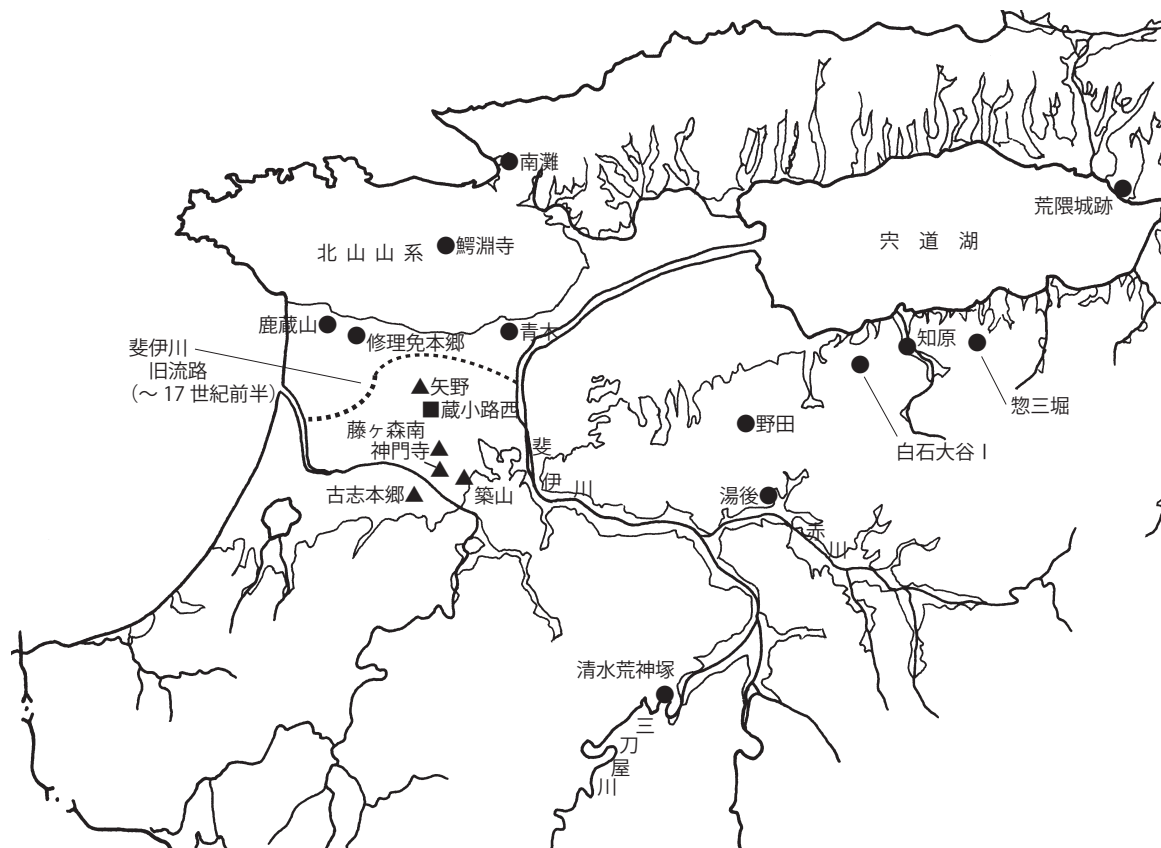 南灘
荒隈城跡
宍道湖
北山山系
鰐淵寺
鹿蔵山
修理免本郷
青木
知原
斐伊川
旧流路
(～17世紀前半)
矢野
蔵小路西
惣三堀
野田
藤ヶ森南
神門寺
白石大谷Ⅰ
斐伊川
古志本郷
築山
湯後
赤川
清水荒神塚
三刀屋川